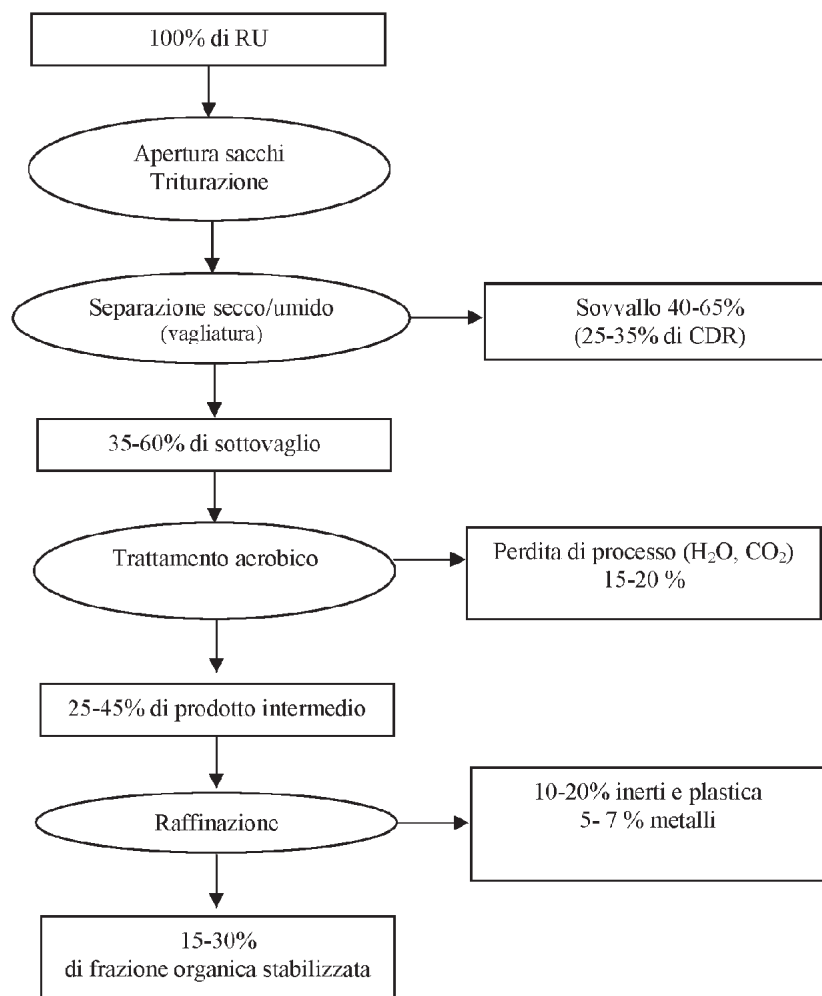 100% di RU
Apertura sacchi
Triturazione
Separazione secco/umido
(vagliatura)
Sovvallo 40-65%
(25-35% di CDR)
35-60% di sottovaglio
Trattamento aerobico
Perdita di processo (H₂O, CO₂)
15-20 %
25-45% di prodotto intermedio
Raffinazione
10-20% inerti e plastica
5- 7 % metalli
15-30%
di frazione organica stabilizzata